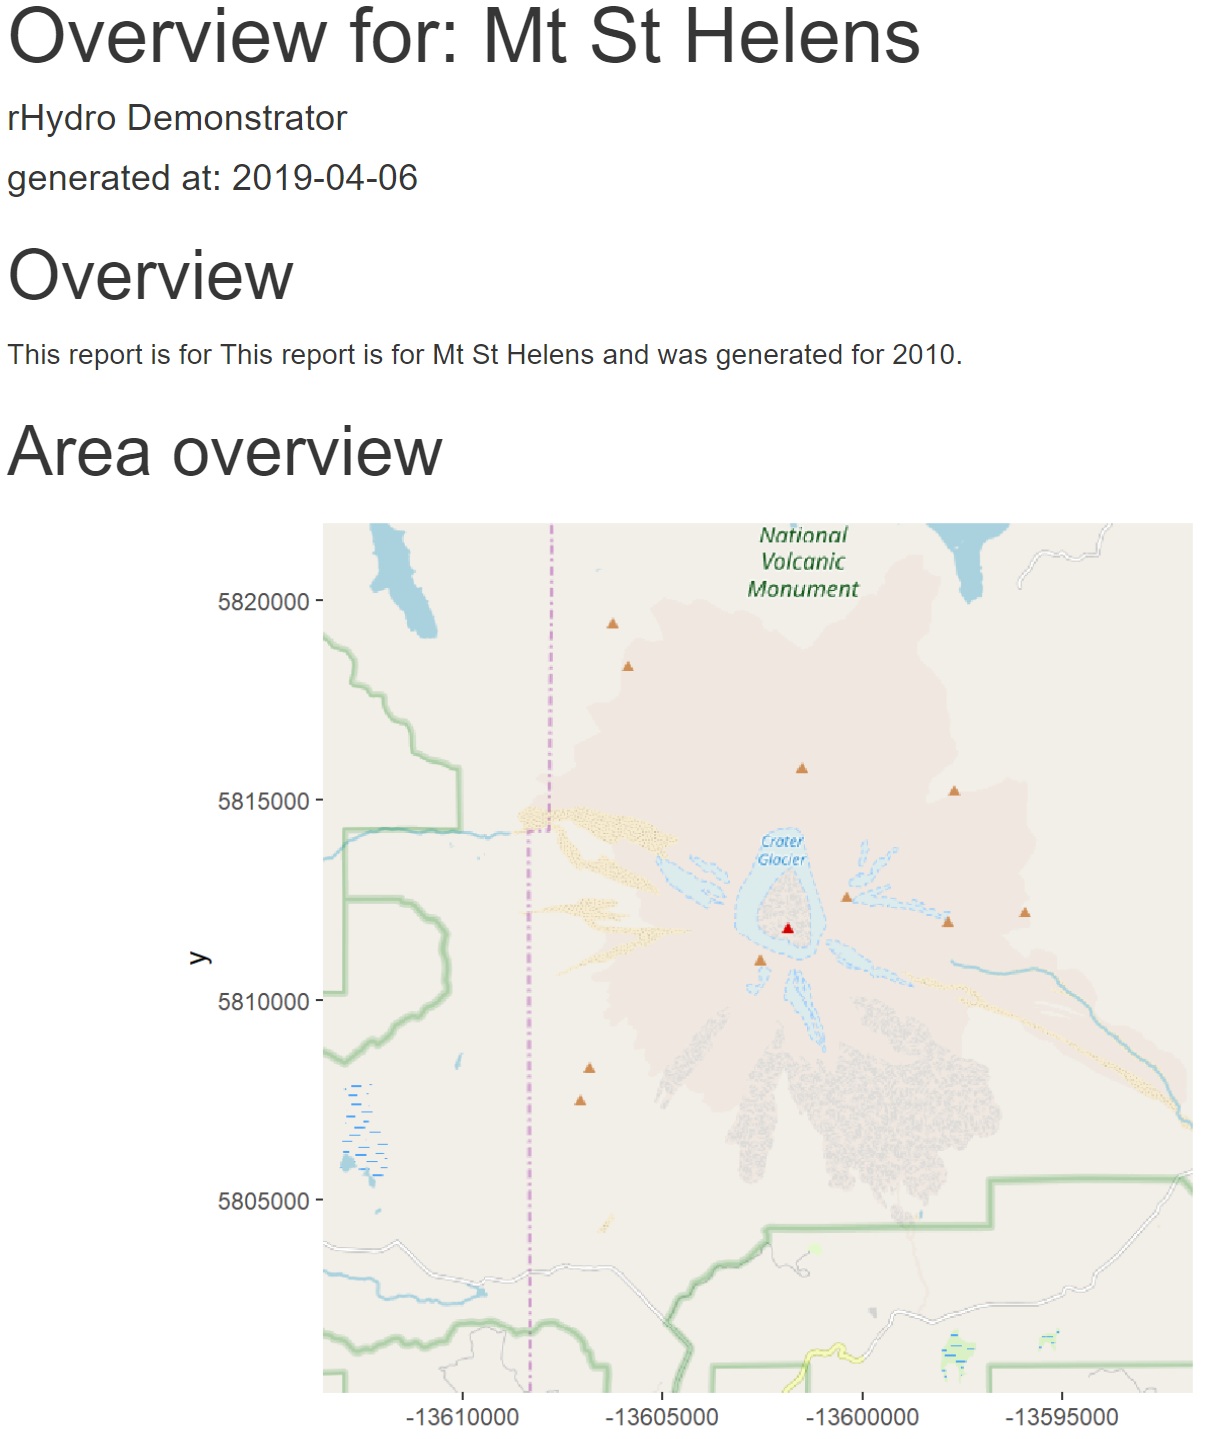 Overview for: Mt St Helens
rHydro Demonstrator
generated at: 2019-04-06
Overview
This report is for This report is for Mt St Helens and was generated for 2010.
Area overview
National
Volcanic
Monument
5820000
5815000
Crater
Glacier
y
5810000
5805000
-13610000
-13605000
-13600000
-13595000